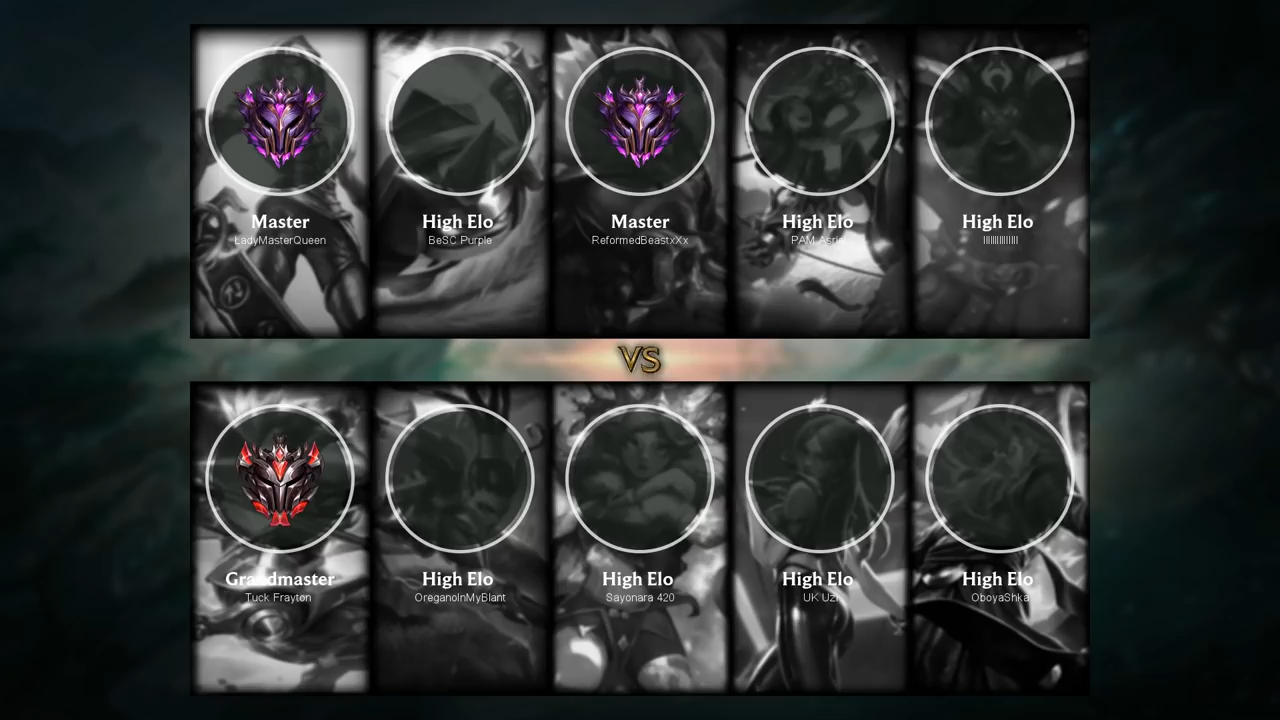 Master
High Elo
Master
High Elo
High Elo
LadyMasterQueen
BeSC Purple
ReformedBeastxXx
PAM Asriel
VS
Grandmaster
High Elo
High Elo
High Elo
High Elo
Tuck Frayton
OreganoInMyBlant
Sayonara 420
UK Uzi
OboyaShka